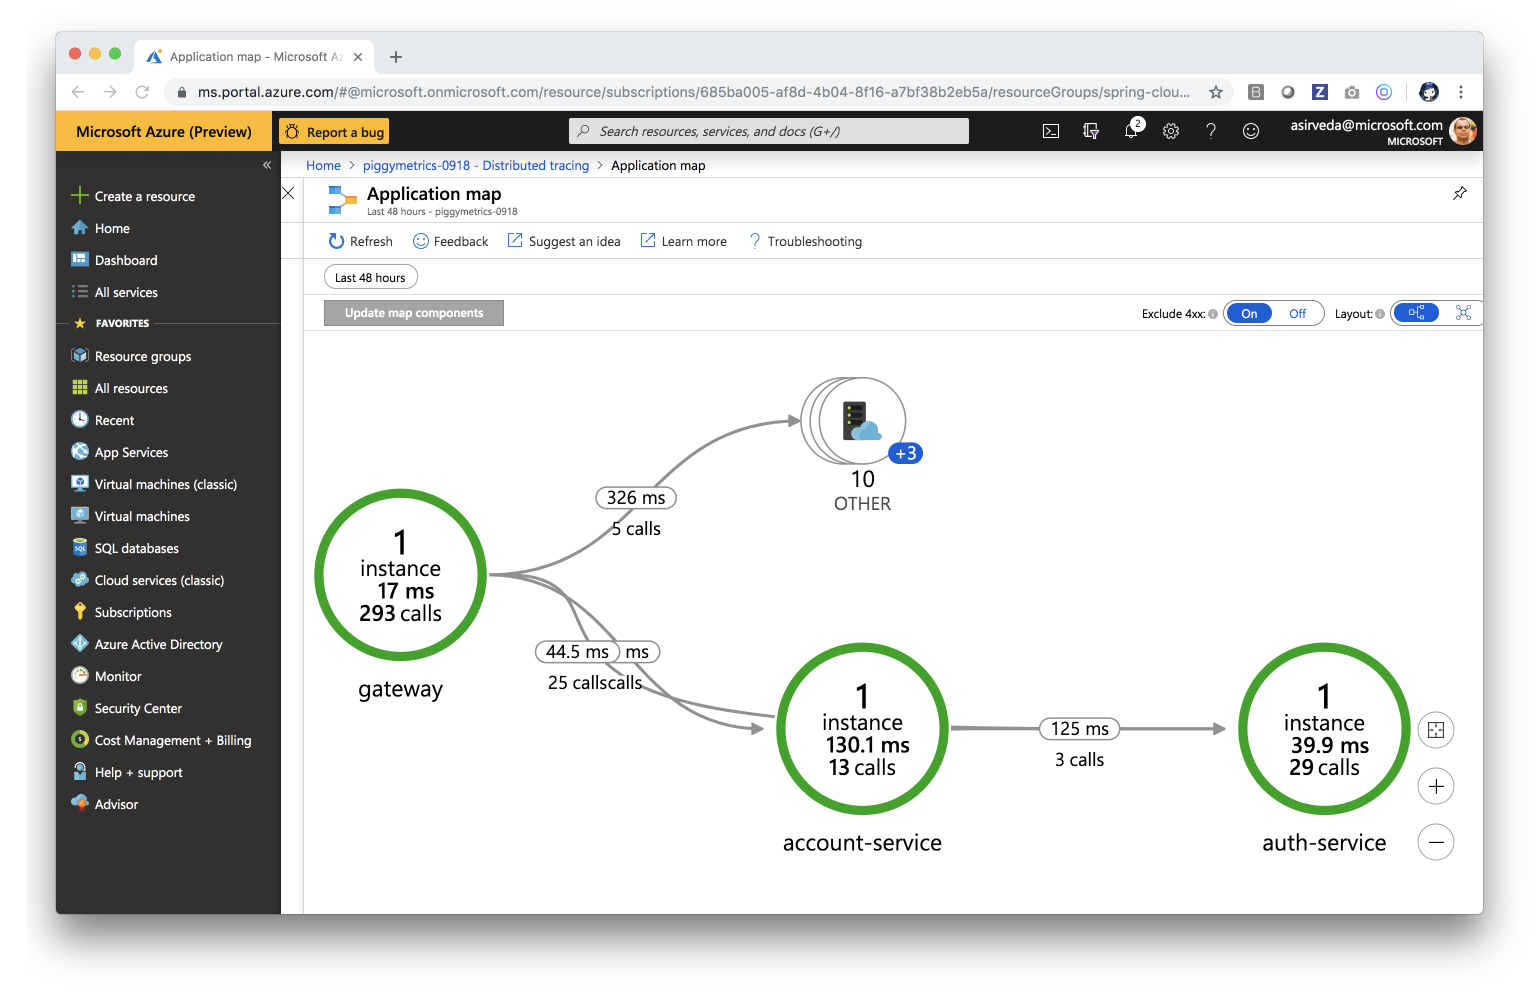 Application map - Microsoft Az
ms.portal.azure.com/#@microsoft.onmicrosoft.com/resource/subscriptions/685ba005-af8d-4b04-8f16-a7bf38b2eb5a/resourceGroups/spring-clou...
Microsoft Azure (Preview)
Report a bug
Search resources, services, and docs (G+/)
2
asirveda@microsoft.com
MICROSOFT
Home > piggymetrics-0918 - Distributed tracing > Application map
Application map
Last 48 hours - piggymetrics-0918
Refresh
Feedback
Suggest an idea
Learn more
? Troubleshooting
Last 48 hours
Update map components
Exclude 4xx:
On
Off
Layout:
Create a resource
Home
Dashboard
All services
FAVORITES
Resource groups
All resources
Recent
App Services
Virtual machines (classic)
Virtual machines
SQL databases
Cloud services (classic)
Subscriptions
Azure Active Directory
Monitor
Security Center
Cost Management + Billing
Help + support
Advisor
+3
10
OTHER
326 ms
5 calls
1
instance
17 ms
293 calls
gateway
44.5 ms
ms
25 callscalls
1
instance
130.1 ms
13 calls
account-service
125 ms
3 calls
1
instance
39.9 ms
29 calls
auth-service